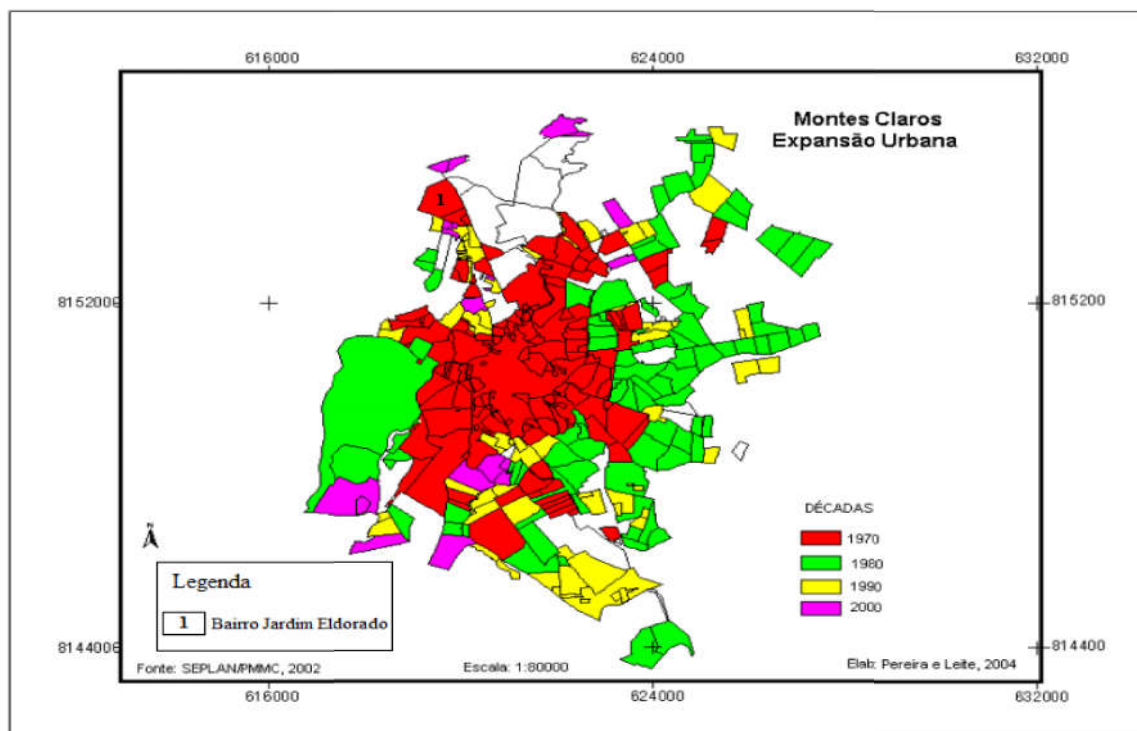 616000 624000 632000
Montes Claros
Expansão Urbana
1
8152000 815200
DÉCADAS
1970
1980
1990
2000
N
Legenda
1 Bairro Jardim Eldorado
8144000 814400
Fonte: SEPLAN/PMMC, 2002 Escala: 1:80000 Elab: Pereira e Leite, 2004
616000 624000 632000